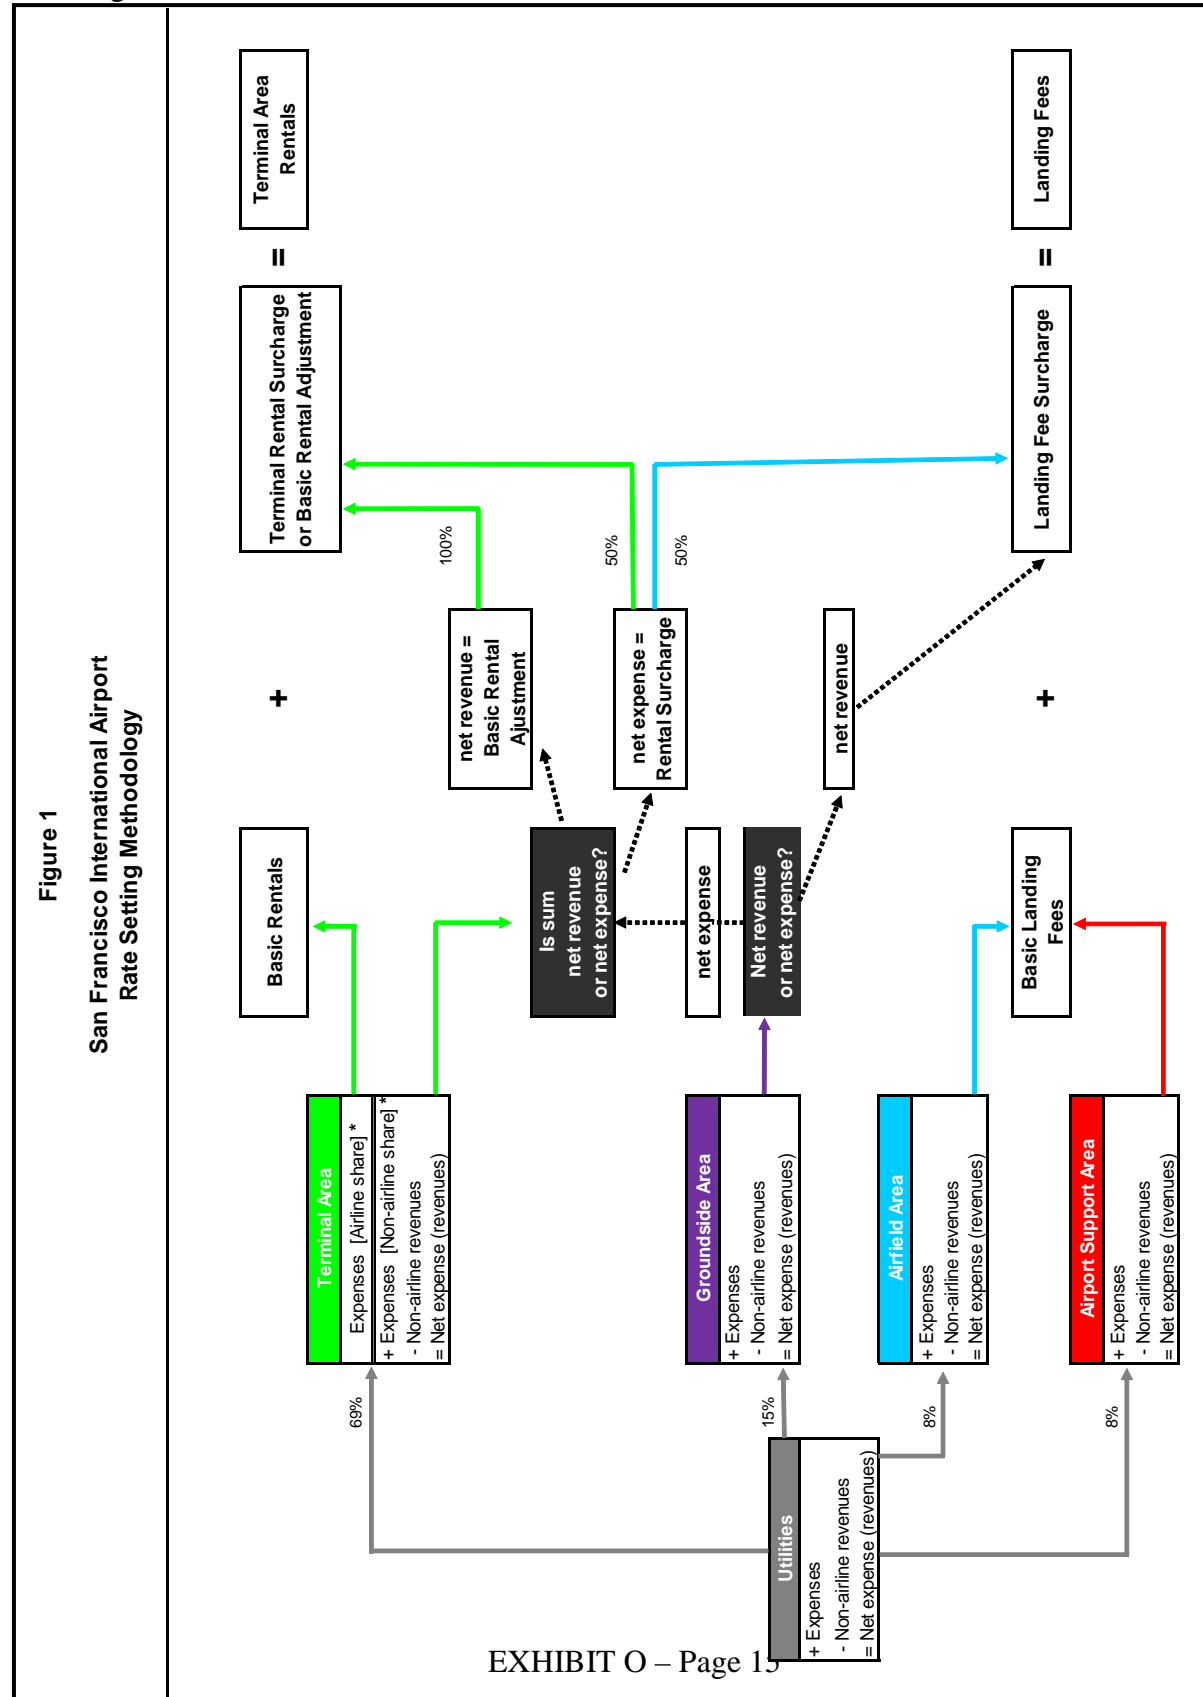 Figure 1
San Francisco International Airport
Rate Setting Methodology
Utilities
+ Expenses
- Non-airline revenues
= Net expense (revenues)
69%
15%
8%
8%
Terminal Area
Expenses [Airline share] *
+ Expenses [Non-airline share] *
- Non-airline revenues
= Net expense (revenues)
Groundside Area
+ Expenses
- Non-airline revenues
= Net expense (revenues)
Airfield Area
+ Expenses
- Non-airline revenues
= Net expense (revenues)
Airport Support Area
+ Expenses
- Non-airline revenues
= Net expense (revenues)
Basic Rentals
Is sum
net revenue
or net expense?
net expense
Net revenue
or net expense?
Basic Landing
Fees
+
net revenue =
Basic Rental
Ajustment
net expense =
Rental Surcharge
net revenue
+
100%
50%
50%
Terminal Rental Surcharge
or Basic Rental Adjustment
Landing Fee Surcharge
=
=
Terminal Area
Rentals
Landing Fees
EXHIBIT O – Page 15